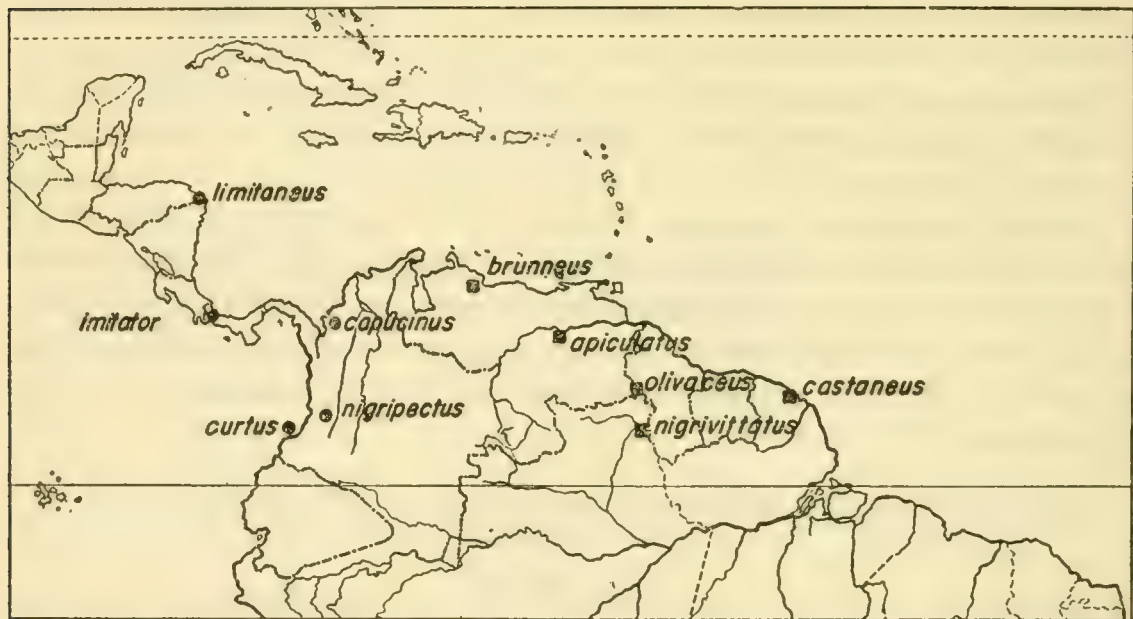 limitaneus
brunneus
Imitator
capucinus
apiculatus
olivaceus
castaneus
nigripectus
curtus
nigrivittatus